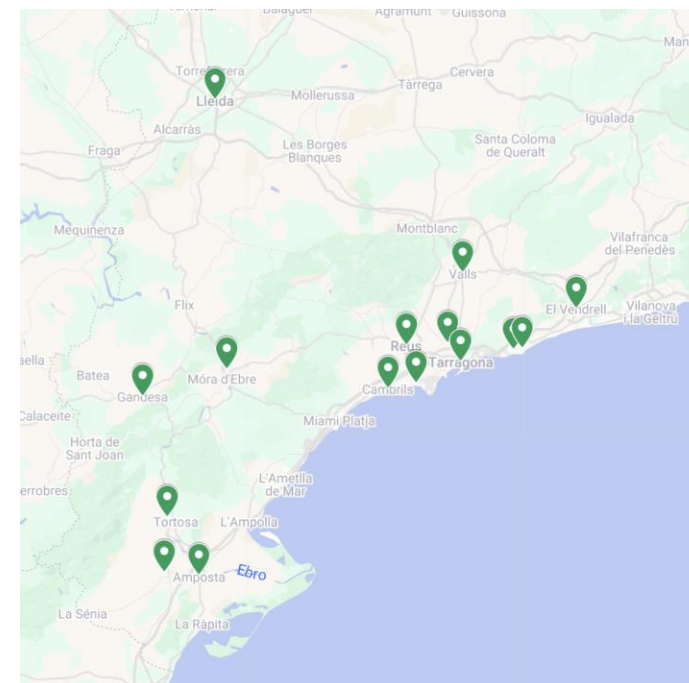 Balaguer
Agramunt
Guissona
Lleida
Mollerussa
Tàrrega
Cervera
Igualada
Alcarràs
Fraga
Les Borges
Blanques
Santa Coloma
de Queralt
Mequinenza
Montblanc
Vilafranca
del Penedès
Valls
Flix
El Vendrell
Vilanova
i la Geltrú
Reus
Tarragona
Batea
Móra d'Ebre
Gandesa
Cambrils
Calaceite
Miami Platja
Horta de
Sant Joan
L'Ametlla
de Mar
Tortosa
L'Ampolla
Amposta
Ebro
La Sénia
La Ràpita